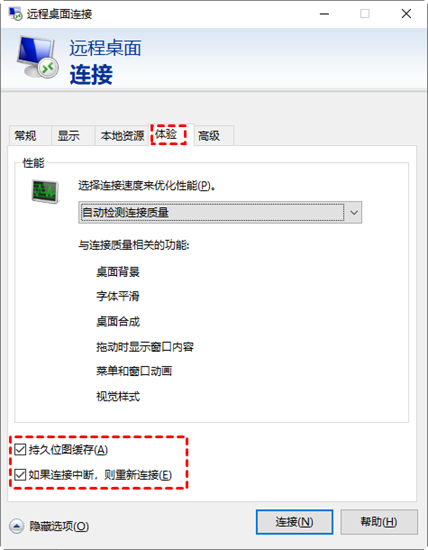 远程桌面连接
远程桌面
连接
常规 显示 本地资源 体验 高级
性能
选择连接速度来优化性能(P)。
自动检测连接质量
与连接质量相关的功能:
桌面背景
字体平滑
桌面合成
拖动时显示窗口内容
菜单和窗口动画
视觉样式
持久位图缓存(A)
如果连接中断，则重新连接(E)
隐藏选项(O) 连接(N) 帮助(H)